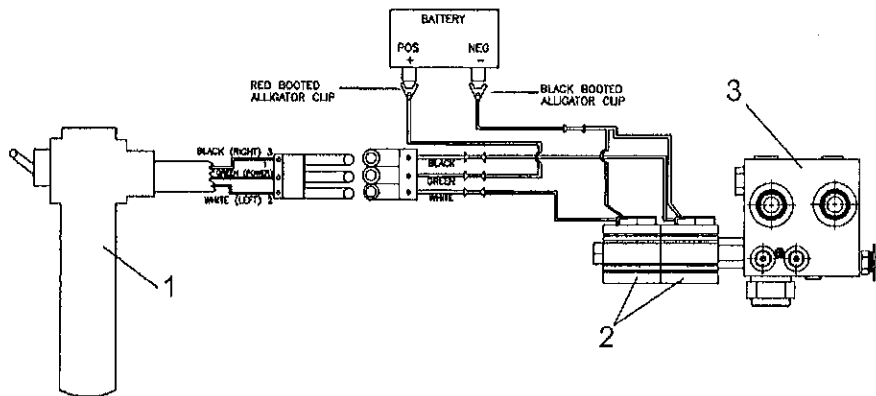 BATTERY
POS NEG
+ -
RED BOOTED
ALLIGATOR CLIP
BLACK BOOTED
ALLIGATOR CLIP
3
BLACK (RIGHT) 3
1
GREEN (POWER)
WHITE (LEFT) 2
BLACK
GREEN
WHITE
1
2